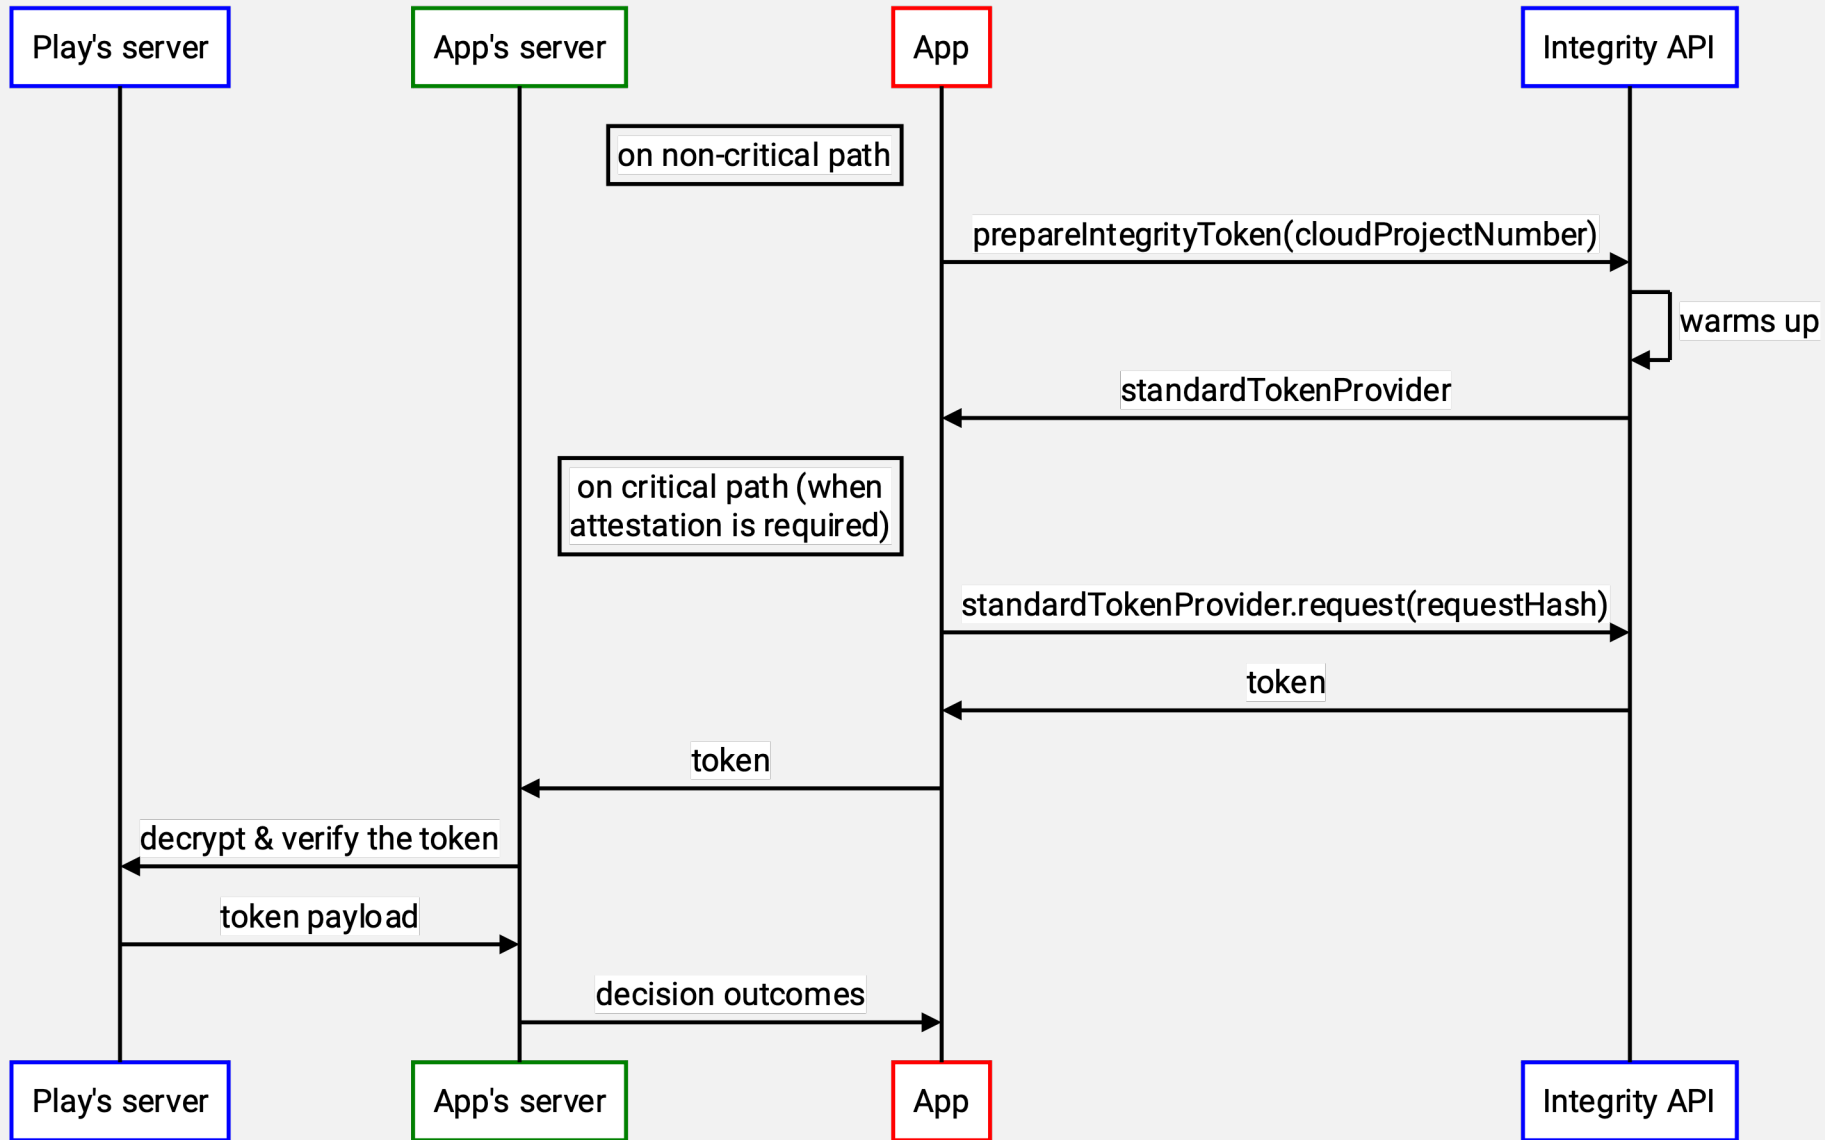 Play's server
App's server
App
Integrity API
on non-critical path
prepareIntegrityToken(cloudProjectNumber)
warms up
standardTokenProvider
on critical path (when
attestation is required)
standardTokenProvider.request(requestHash)
token
token
decrypt & verify the token
token payload
decision outcomes
Play's server
App's server
App
Integrity API